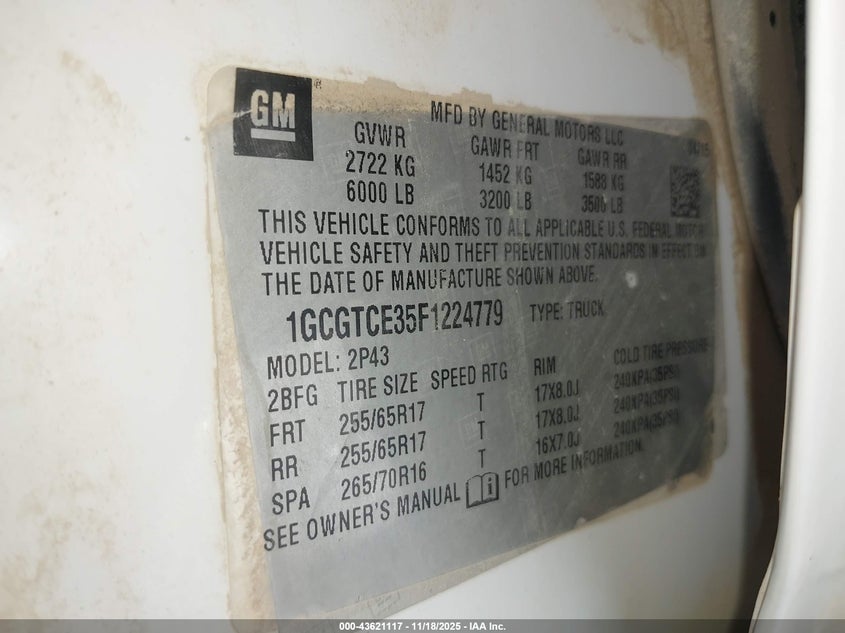 GM
MFD BY GENERAL MOTORS LLC
GVWR GAWR FRT GAWR RR 04/15
2722 KG 1452 KG 1588 KG
6000 LB 3200 LB 3500 LB
THIS VEHICLE CONFORMS TO ALL APPLICABLE U.S. FEDERAL MOTOR
VEHICLE SAFETY AND THEFT PREVENTION STANDARDS IN EFFECT ON
THE DATE OF MANUFACTURE SHOWN ABOVE.
1GCGTCE35F1224779 TYPE: TRUCK
MODEL: 2P43
2BFG TIRE SIZE SPEED RTG RIM COLD TIRE PRESSURE
FRT 255/65R17 T 17X8.0J 240KPA(35PSI)
RR 255/65R17 T 17X8.0J 240KPA(35PSI)
SPA 265/70R16 T 16X7.0J 240KPA(35PSI)
SEE OWNER'S MANUAL FOR MORE INFORMATION.
000-43621117 - 11/18/2025 - IAA Inc.